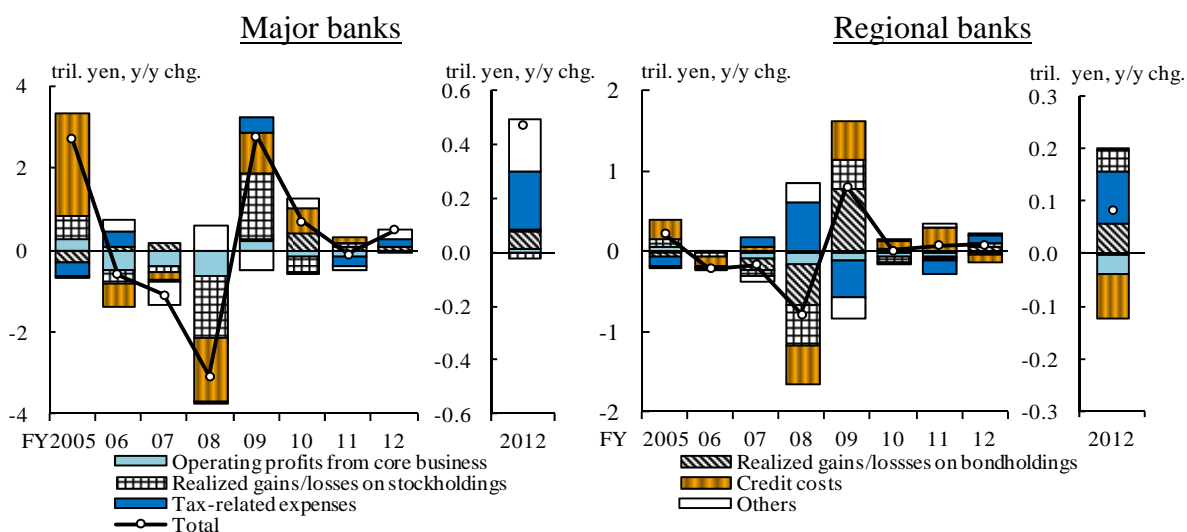 Major banks
Regional banks
tril. yen, y/y chg.
tril. yen, y/y chg.
tril. yen, y/y chg.
tril. yen, y/y chg.
4
2
0
-2
-4
FY2005 06 07 08 09 10 11 12
0.6
0.4
0.2
0.0
-0.2
-0.4
-0.6
2012
2
1
0
-1
-2
FY 2005 06 07 08 09 10 11 12
0.3
0.2
0.1
0.0
-0.1
-0.2
-0.3
2012
Operating profits from core business
Realized gains/lossses on bondholdings
Realized gains/losses on stockholdings
Credit costs
Tax-related expenses
Others
Total